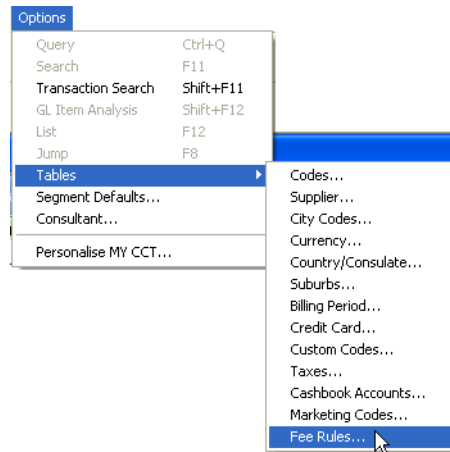 Options
Query Ctrl+Q
Search F11
Transaction Search Shift+F11
GL Item Analysis Shift+F12
List F12
Jump F8
Tables
Segment Defaults...
Consultant...
Personalise MY CCT...
Codes...
Supplier...
City Codes...
Currency...
Country/Consulate...
Suburbs...
Billing Period...
Credit Card...
Custom Codes...
Taxes...
Cashbook Accounts...
Marketing Codes...
Fee Rules...